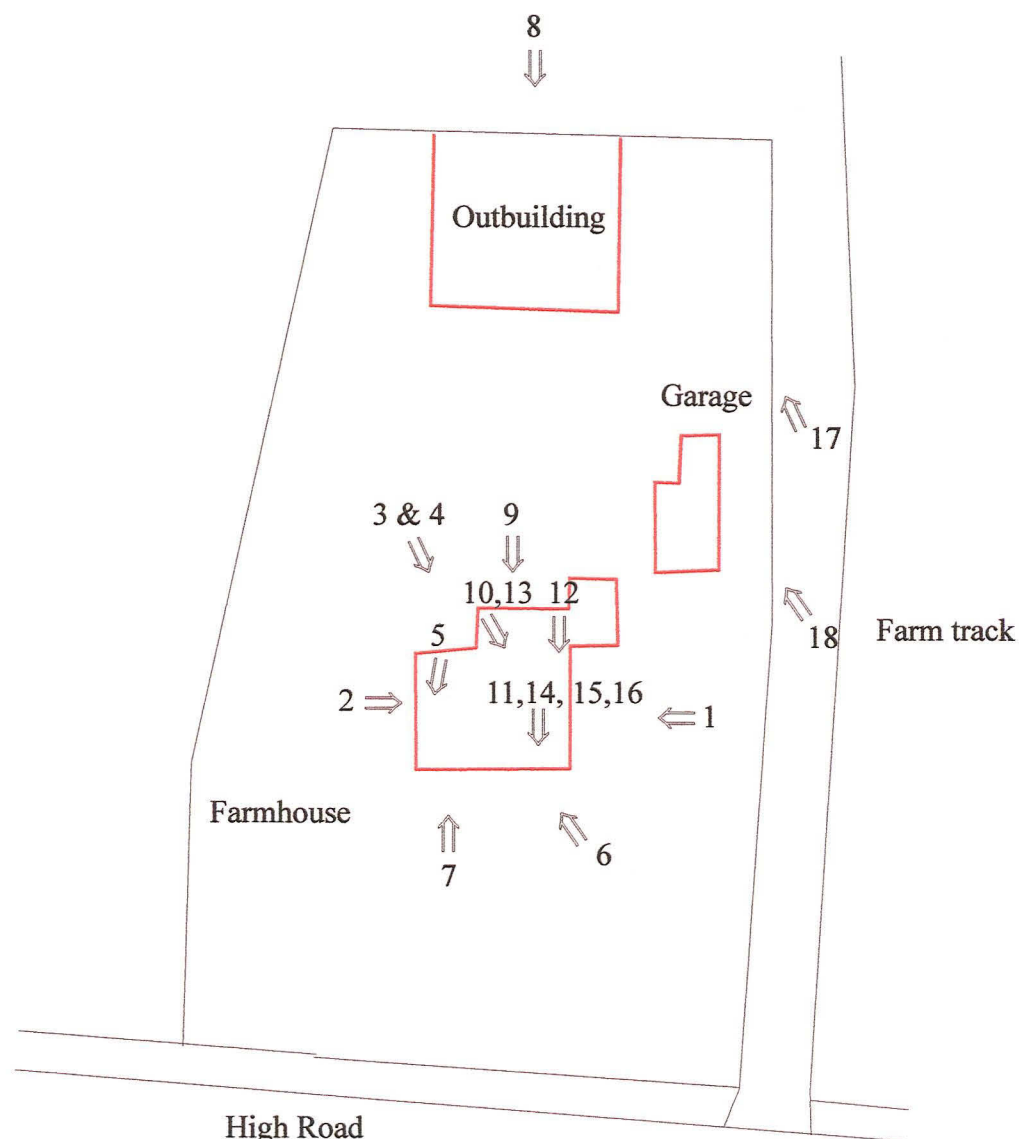 8
Outbuilding
Garage
17
3 & 4
9
10,13
12
18
Farm track
5
2
11,14, 15,16
1
Farmhouse
6
7
High Road